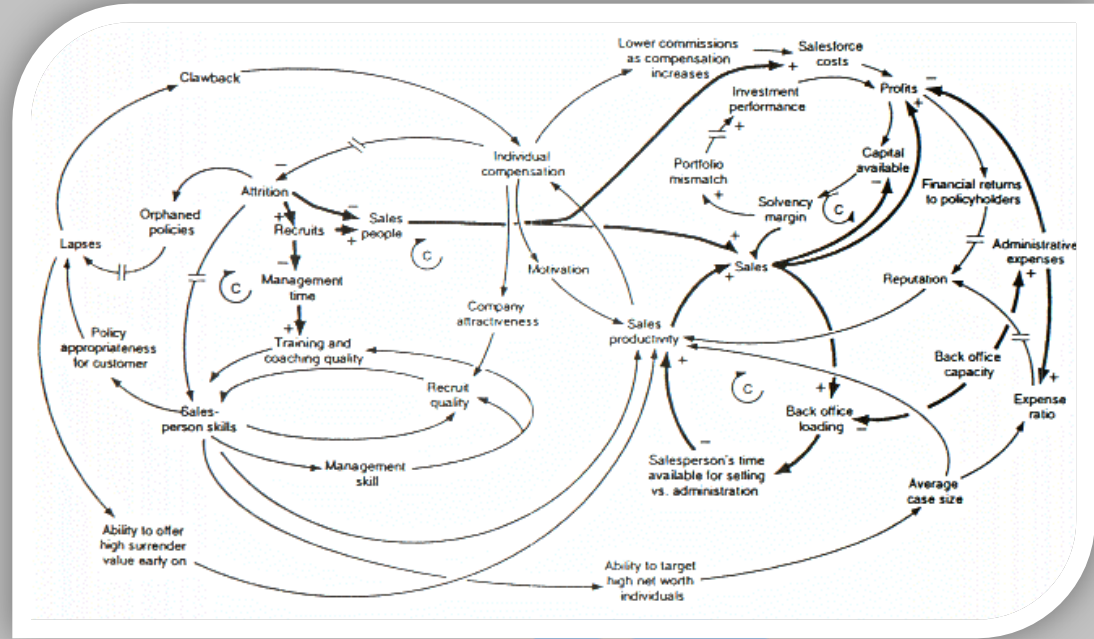 Lower commissions
as compensation
increases
Salesforce
costs
Clawback
Investment
performance
Profits
Individual
compensation
Portfolio
mismatch
Capital
available
Attrition
Solvency
margin
Financial returns
to policyholders
Orphaned
policies
Recruits
Sales
people
Lapses
C
C
C
Administrative
expenses
Management
time
Motivation
Sales
Reputation
Company
attractiveness
Sales
productivity
Policy
appropriateness
for customer
Training and
coaching quality
Back office
capacity
Recruit
quality
C
Expense
ratio
Sales-
person skills
Back office
loading
Management
skill
Salesperson's time
available for selling
vs. administration
Average
case size
Ability to offer
high surrender
value early on
Ability to target
high net worth
individuals